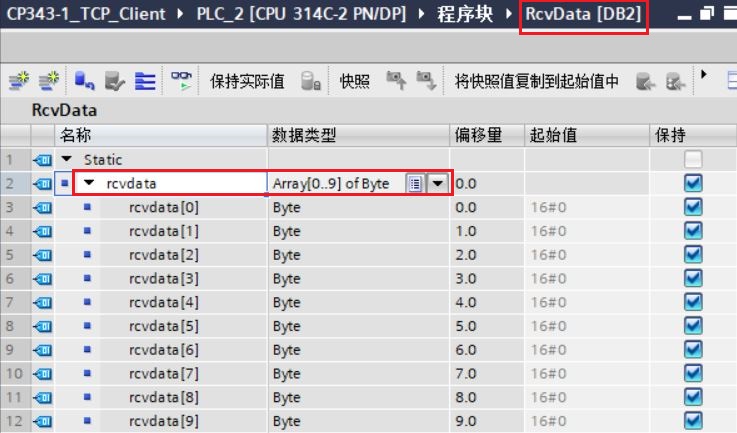 CP343-1_TCP_Client PLC_2 [CPU 314C-2 PN/DP] 程序块 RcvData [DB2]
保持实际值 快照 将快照值复制到起始值中
RcvData
名称 数据类型 偏移量 起始值 保持
1 Static
2 rcvdata Array[0..9] of Byte 0.0
3 rcvdata[0] Byte 0.0 16#0
4 rcvdata[1] Byte 1.0 16#0
5 rcvdata[2] Byte 2.0 16#0
6 rcvdata[3] Byte 3.0 16#0
7 rcvdata[4] Byte 4.0 16#0
8 rcvdata[5] Byte 5.0 16#0
9 rcvdata[6] Byte 6.0 16#0
10 rcvdata[7] Byte 7.0 16#0
11 rcvdata[8] Byte 8.0 16#0
12 rcvdata[9] Byte 9.0 16#0